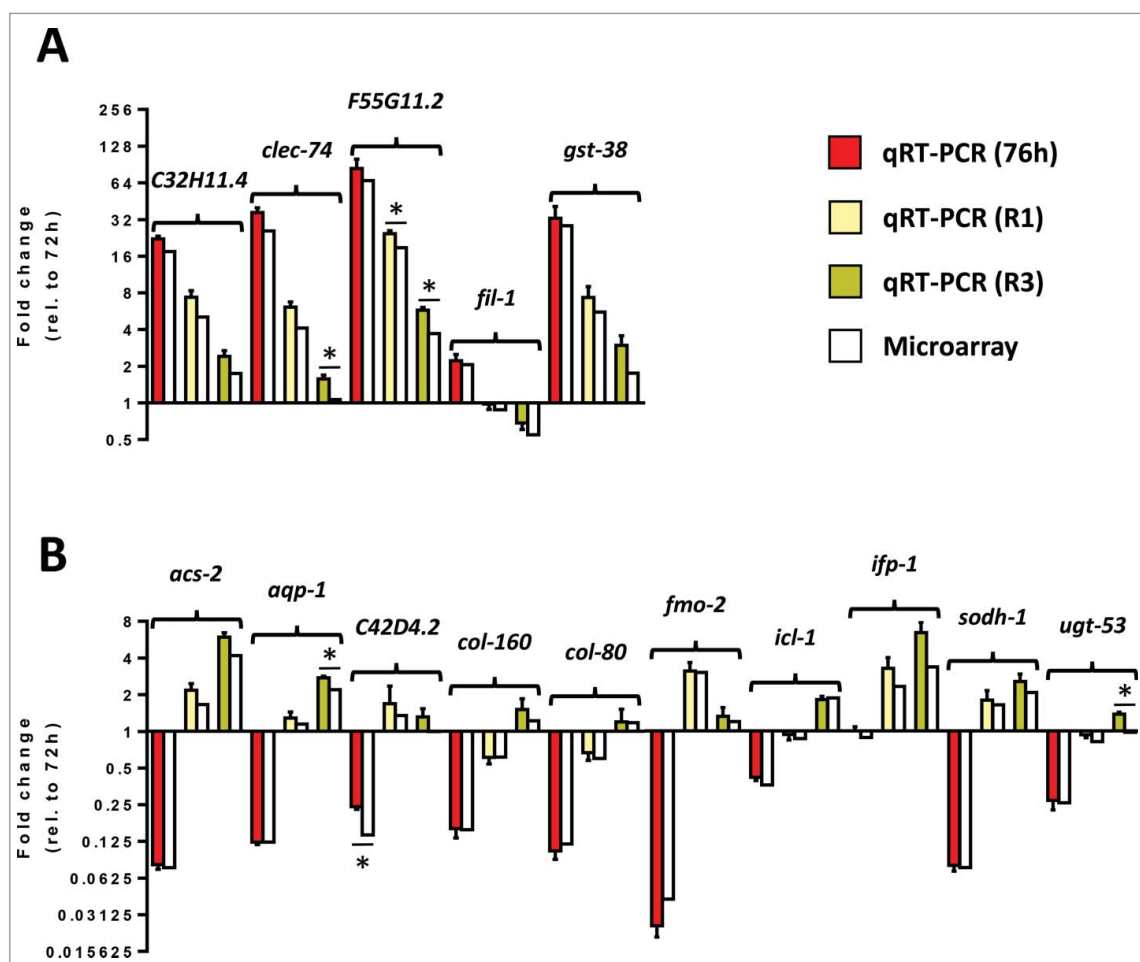 A
Fold change
(rel. to 72h)
256
128
64
32
16
8
4
2
1
0.5
C32H11.4
clec-74
*
F55G11.2
*
*
fil-1
gst-38
qRT-PCR (76h)
qRT-PCR (R1)
qRT-PCR (R3)
Microarray
B
Fold change
(rel. to 72h)
8
4
2
1
0.5
0.25
0.125
0.0625
0.03125
0.015625
acs-2
aqp-1
*
C42D4.2
*
col-160
col-80
fmo-2
icl-1
ifp-1
sodh-1
ugt-53
*